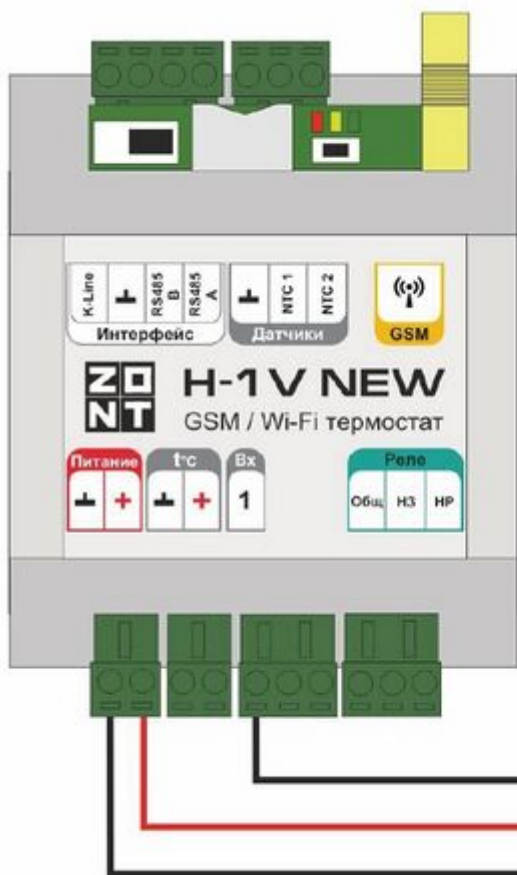 K-Line
⊥
RS485 B
RS485 A
Интерфейс
⊥
NTC 1
NTC 2
Датчики
GSM
ZONT
H-1V NEW
GSM / Wi-Fi термостат
Питание
⊥ +
t°C
⊥ +
Вх
1
Реле
Общ НЗ НР